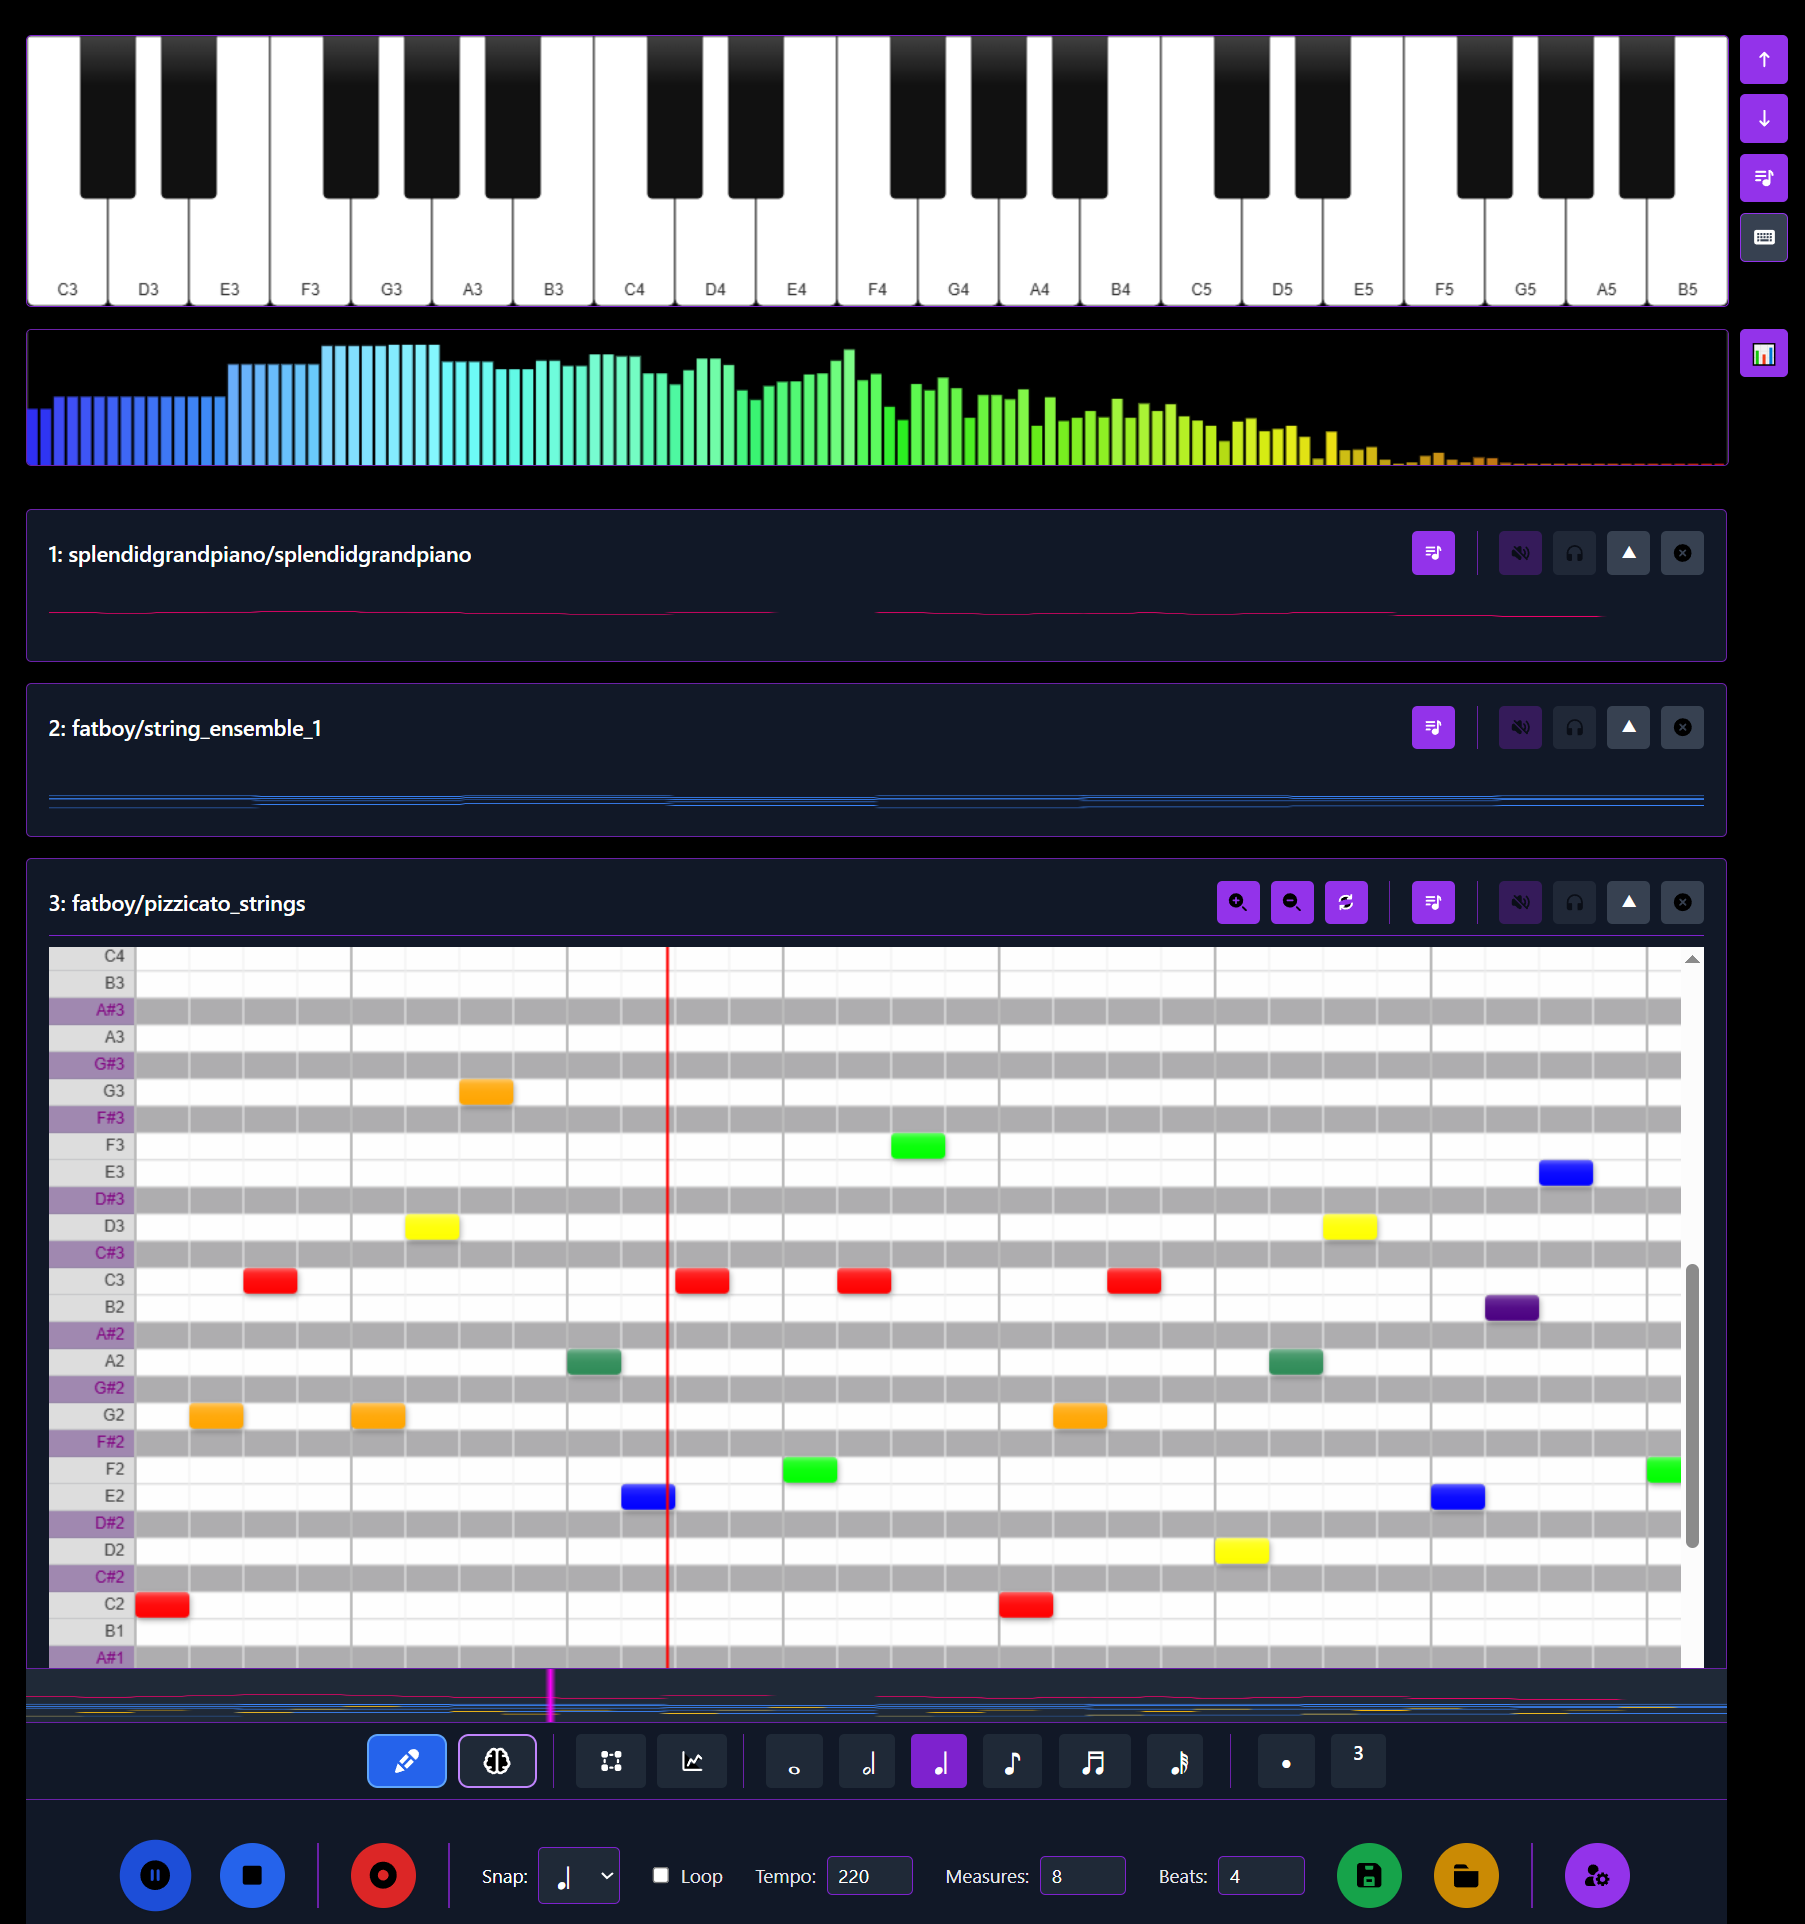 C3 D3 E3 F3 G3 A3 B3 C4 D4 E4 F4 G4 A4 B4 C5 D5 E5 F5 G5 A5 B5
1: splendidgrandpiano/splendidgrandpiano
2: fatboy/string_ensemble_1
3: fatboy/pizzicato_strings
C4
B3
A#3
A3
G#3
G3
F#3
F3
E3
D#3
D3
C#3
C3
B2
A#2
A2
G#2
G2
F#2
F2
E2
D#2
D2
C#2
C2
B1
A#1
3
Snap: Loop Tempo: 220 Measures: 8 Beats: 4